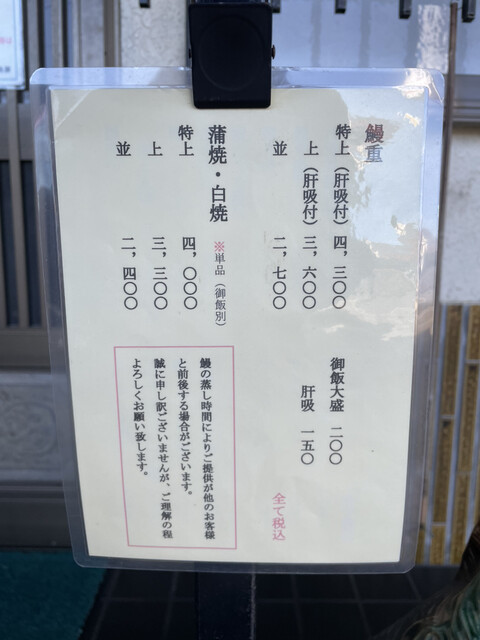 鰻重
特上（肝吸付）四，三〇〇
上（肝吸付）三，六〇〇
並 二，七〇〇
御飯大盛 二〇〇
肝吸 一五〇
全て税込
蒲焼・白焼 ※単品（御飯別）
特上 四，〇〇〇
上 三，三〇〇
並 二，四〇〇
鰻の蒸し時間によりご提供が他のお客様
と前後する場合がございます。
誠に申し訳ございませんが、ご理解の程
よろしくお願い致します。